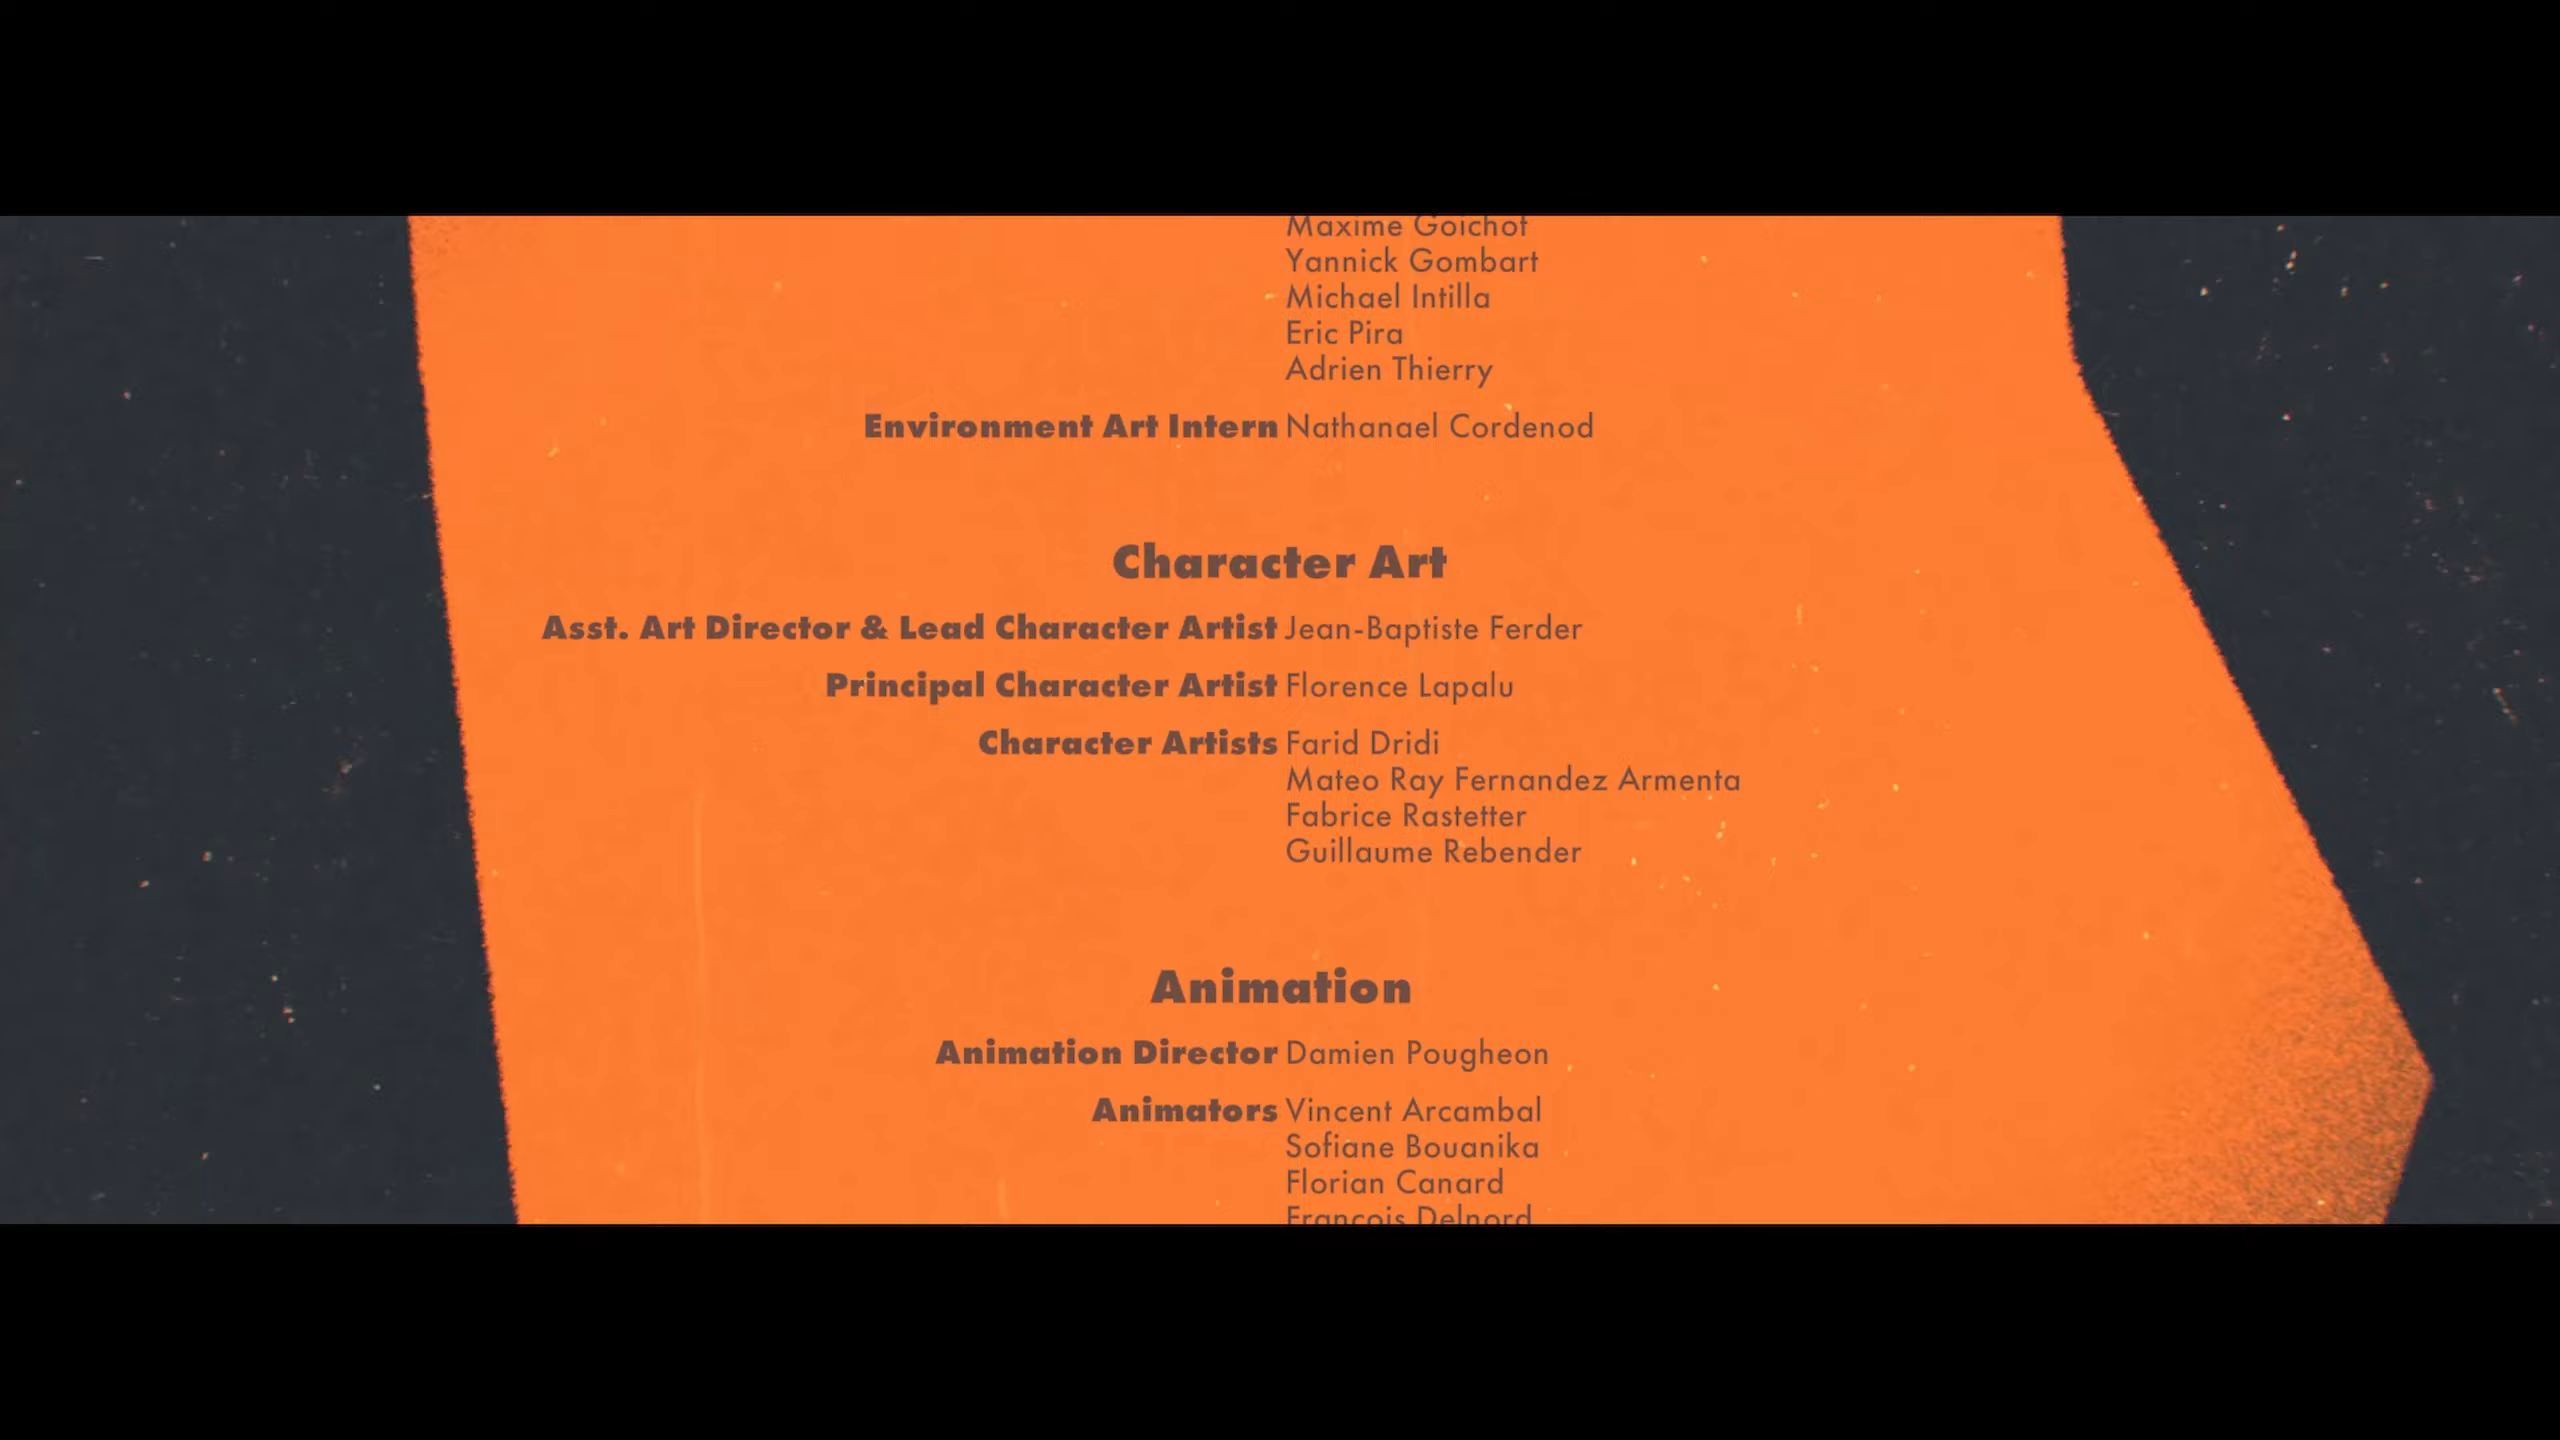 Maxime Goichot
Yannick Gombart
Michael Intilla
Eric Pira
Adrien Thierry
Environment Art Intern Nathanael Cordenod
Character Art
Asst. Art Director & Lead Character Artist Jean-Baptiste Ferder
Principal Character Artist Florence Lapalu
Character Artists Farid Dridi
Mateo Ray Fernandez Armenta
Fabrice Rastetter
Guillaume Rebender
Animation
Animation Director Damien Pougheon
Animators Vincent Arcambal
Sofiane Bouanika
Florian Canard
François Delnord